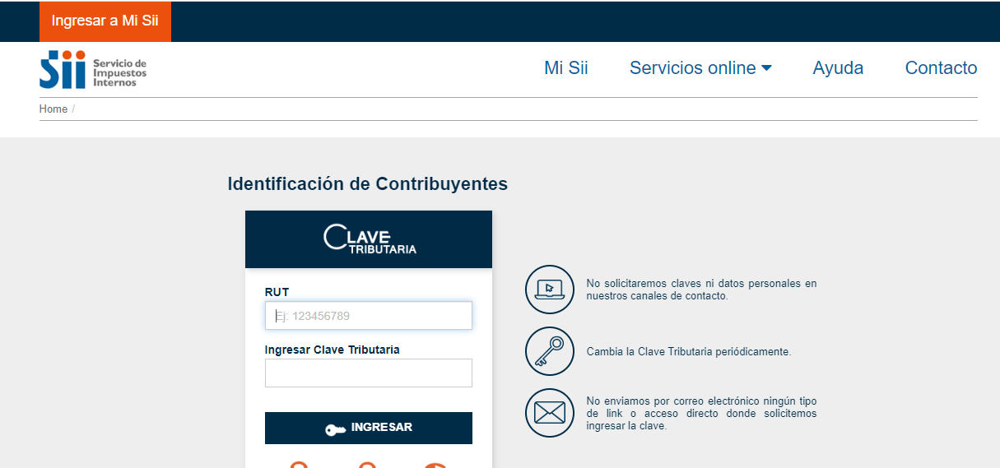 Ingresar a Mi Sii
Sii
Servicio de
Impuestos
Internos
Mi Sii
Servicios online
Ayuda
Contacto
Home /
Identificación de Contribuyentes
CLAVE
TRIBUTARIA
RUT
Ej: 123456789
Ingresar Clave Tributaria
INGRESAR
No solicitaremos claves ni datos personales en
nuestros canales de contacto.
Cambia la Clave Tributaria periódicamente.
No enviamos por correo electrónico ningún tipo
de link o acceso directo donde solicitemos
ingresar la clave.